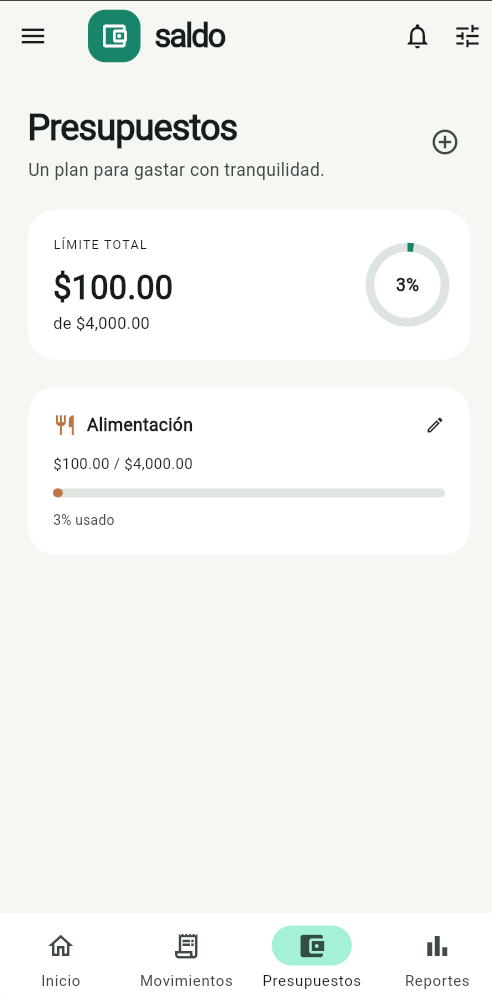 saldo
Presupuestos
Un plan para gastar con tranquilidad.
LÍMITE TOTAL
$100.00
de $4,000.00
3%
Alimentación
$100.00 / $4,000.00
3% usado
Inicio
Movimientos
Presupuestos
Reportes